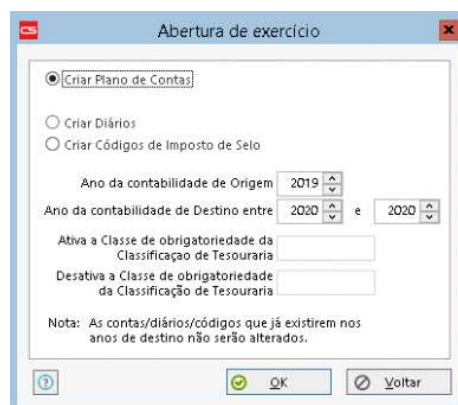 CS
Abertura de exercício
Criar Plano de Contas
Criar Diários
Criar Códigos de Imposto de Selo
Ano da contabilidade de Origem 2019
Ano da contabilidade de Destino entre 2020 e 2020
Ativa a Classe de obrigatoriedade da
Classificaçao de Tesouraria
Desativa a Classe de obrigatoriedade
da Classificação de Tesouraria
Nota: As contas/diários/códigos que já existirem nos
anos de destino não serão alterados.
? OK Voltar